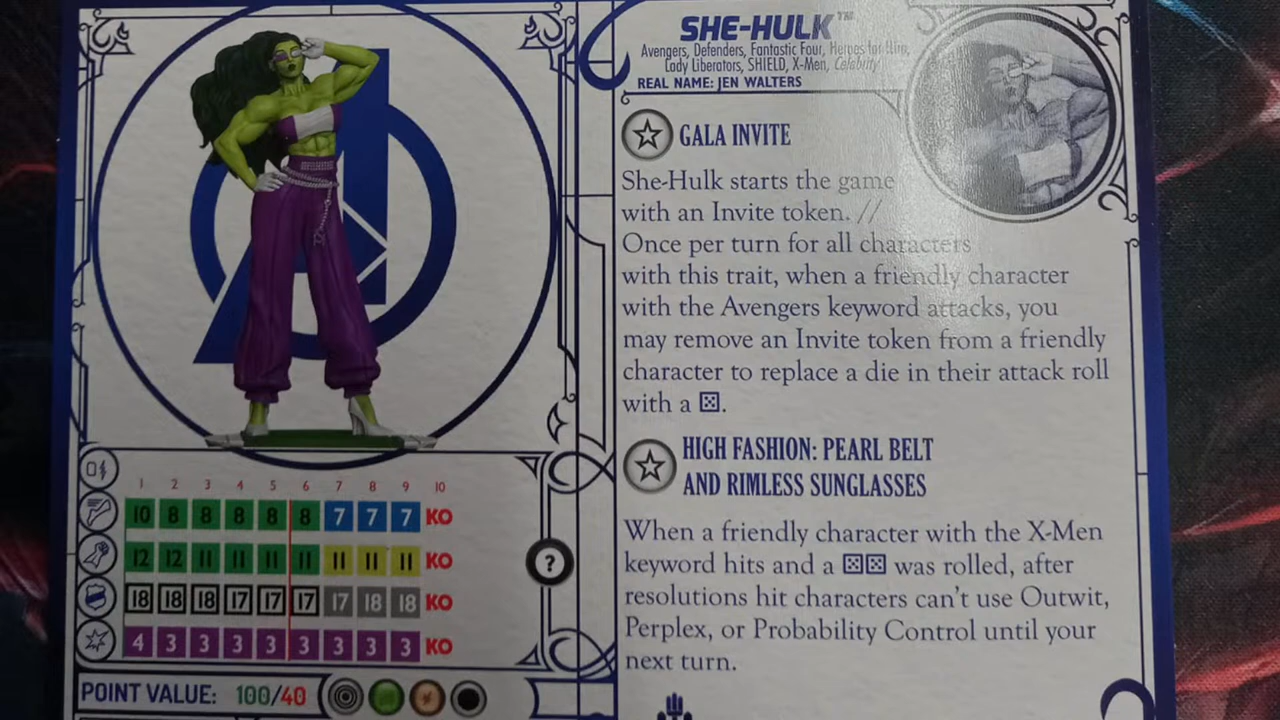 SHE-HULK™
Avengers, Defenders, Fantastic Four, Heroes for Hire,
Lady Liberators, SHIELD, X-Men, Celebrity
REAL NAME: JEN WALTERS
GALA INVITE
She-Hulk starts the game
with an Invite token. //
Once per turn for all characters
with this trait, when a friendly character
with the Avengers keyword attacks, you
may remove an Invite token from a friendly
character to replace a die in their attack roll
with a ⚄.
HIGH FASHION: PEARL BELT
AND RIMLESS SUNGLASSES
When a friendly character with the X-Men
keyword hits and a ⚄⚄ was rolled, after
resolutions hit characters can't use Outwit,
Perplex, or Probability Control until your
next turn.
1 2 3 4 5 6 7 8 9 10
10 8 8 8 8 8 7 7 7 KO
12 12 11 11 11 11 11 11 11 KO
18 18 18 17 17 17 17 18 18 KO
4 3 3 3 3 3 3 3 3 KO
?
POINT VALUE: 100/40